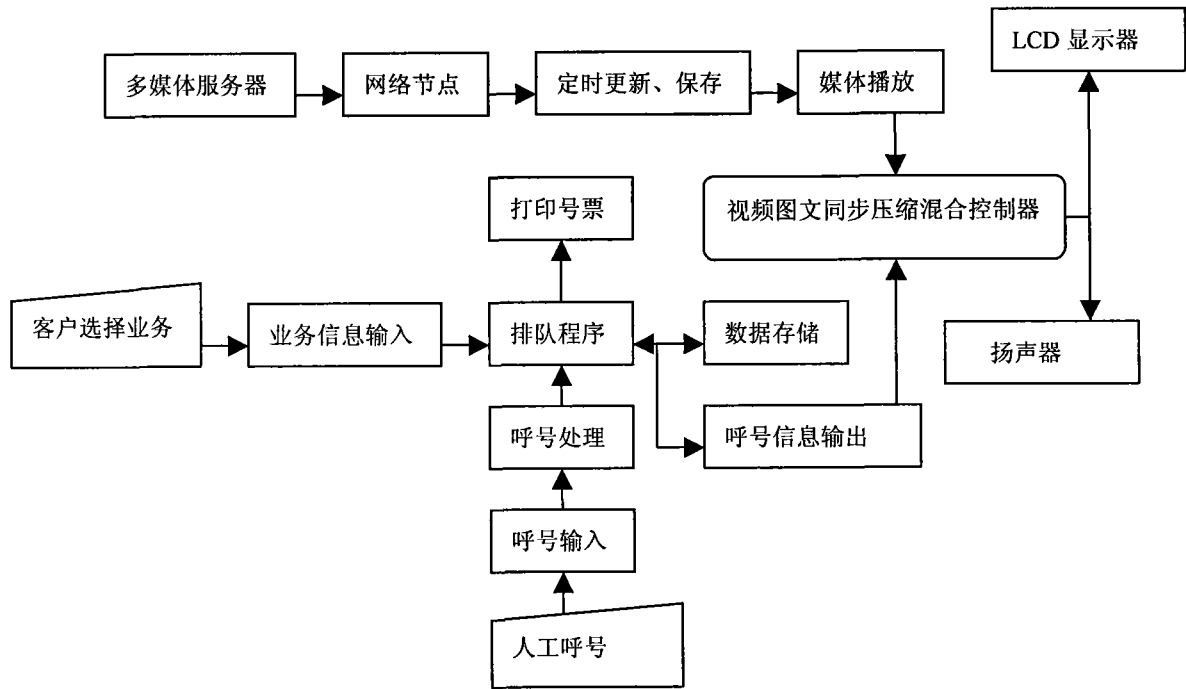 LCD 显示器
多媒体服务器
网络节点
定时更新、保存
媒体播放
打印号票
视频图文同步压缩混合控制器
客户选择业务
业务信息输入
排队程序
数据存储
扬声器
呼号处理
呼号信息输出
呼号输入
人工呼号